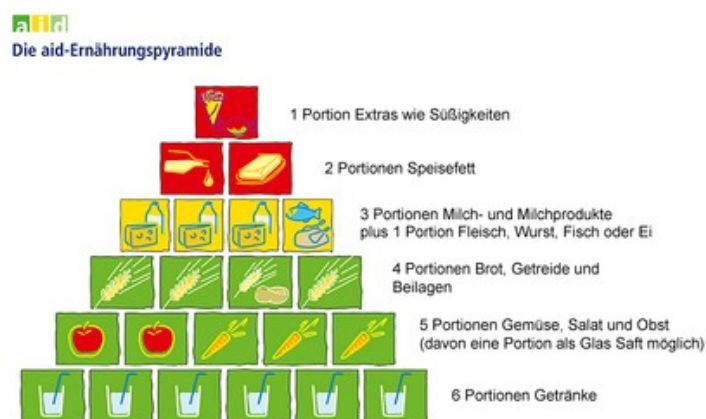 aid
Die aid-Ernährungspyramide
1 Portion Extras wie Süßigkeiten
2 Portionen Speisefett
3 Portionen Milch- und Milchprodukte
plus 1 Portion Fleisch, Wurst, Fisch oder Ei
4 Portionen Brot, Getreide und
Beilagen
5 Portionen Gemüse, Salat und Obst
(davon eine Portion als Glas Saft möglich)
6 Portionen Getränke